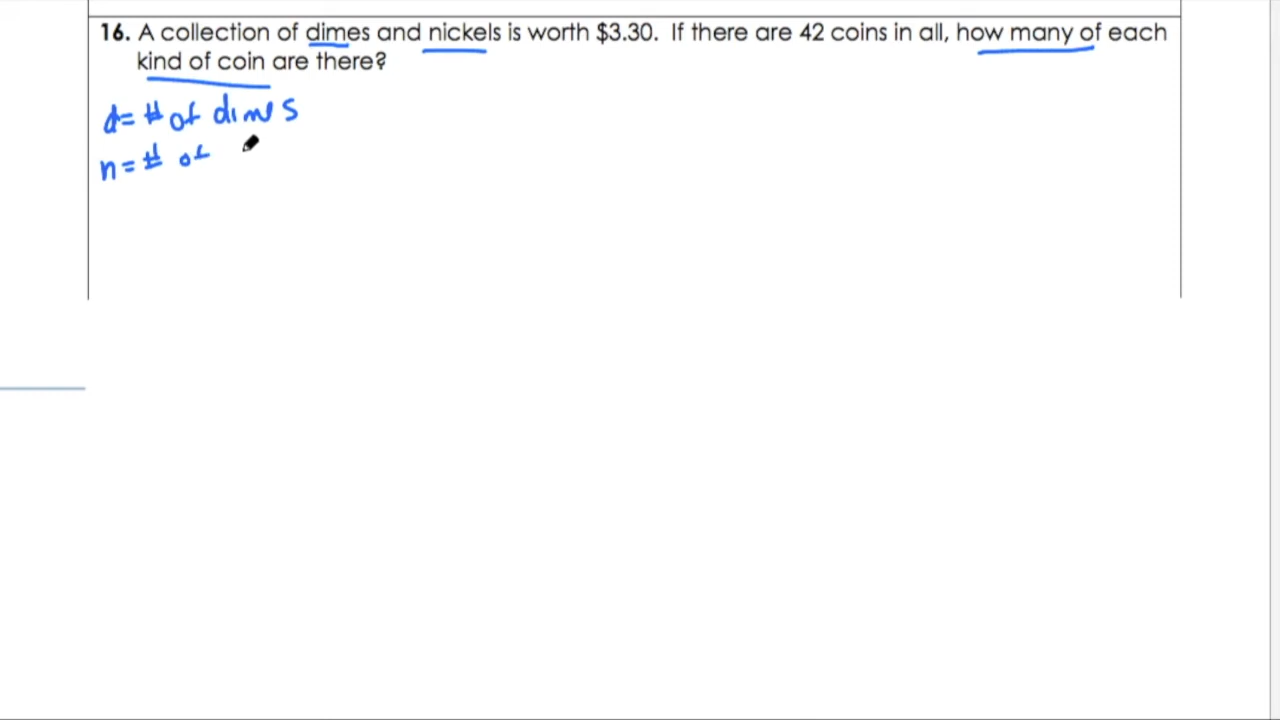 16. A collection of dimes and nickels is worth $3.30. If there are 42 coins in all, how many of each
kind of coin are there?
d= # of dimes
n= # of